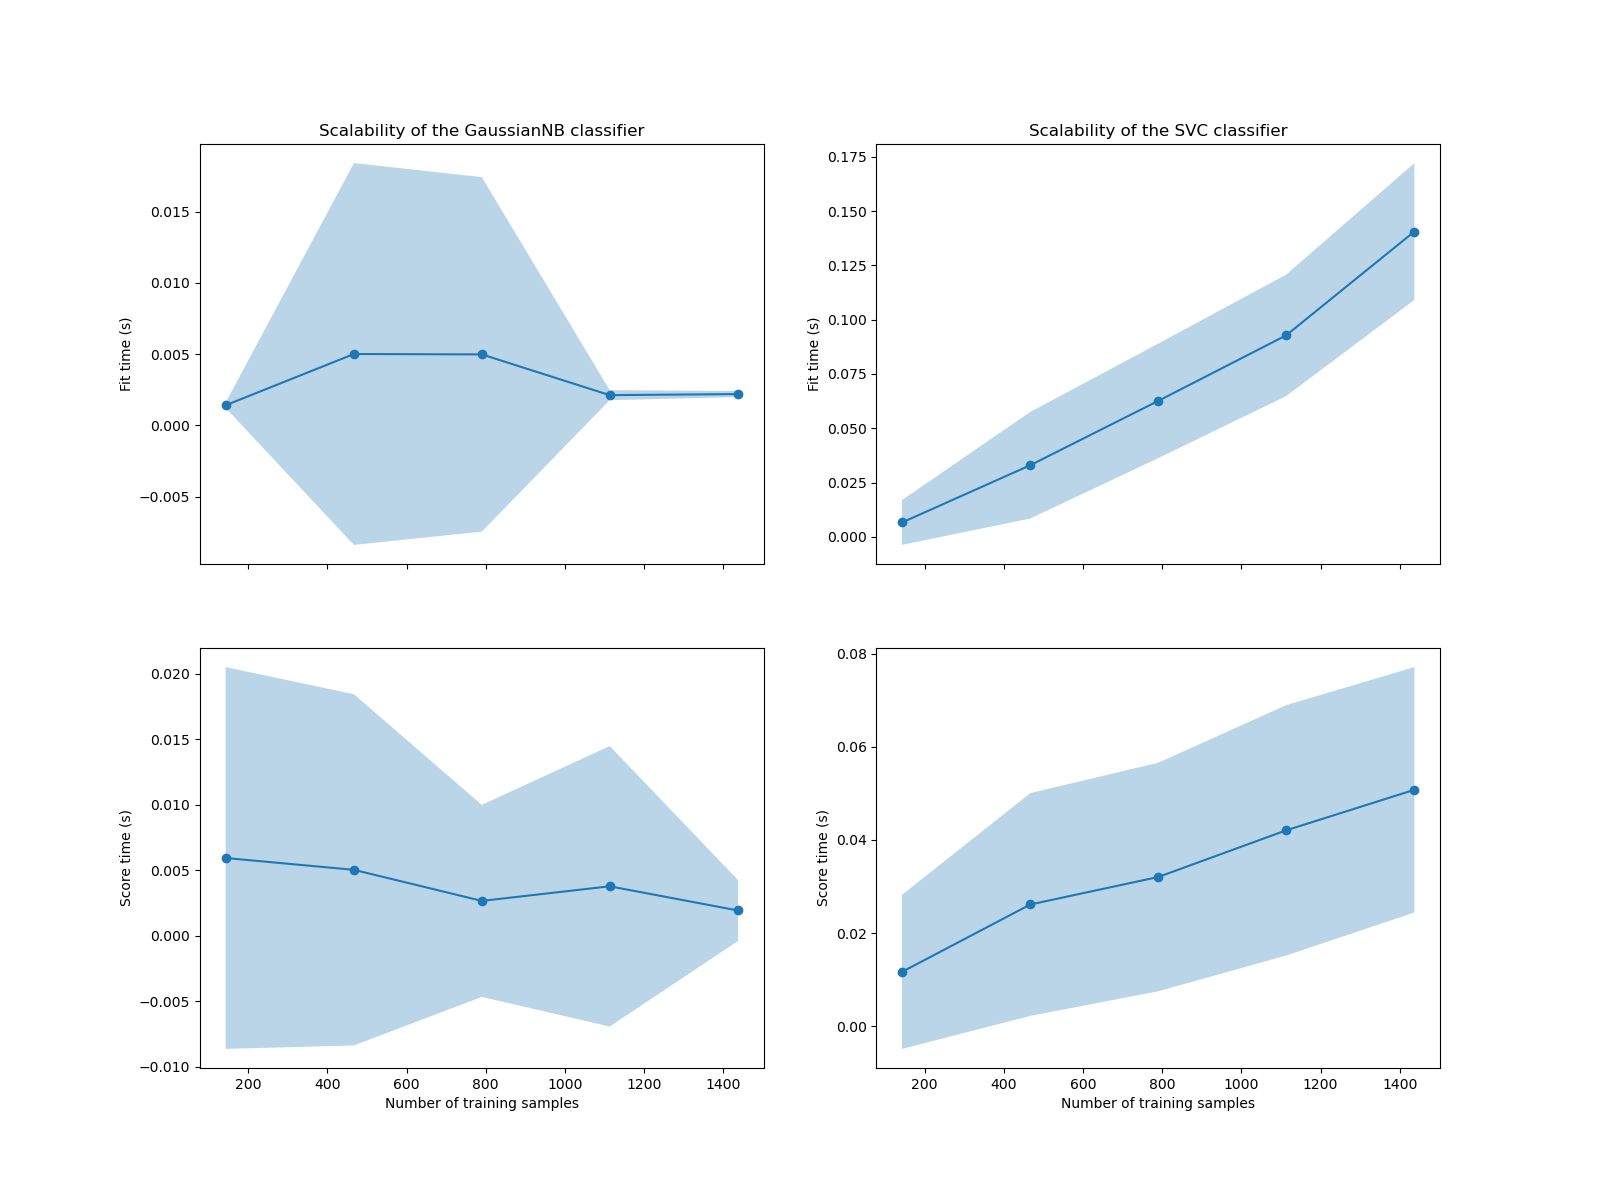 Scalability of the GaussianNB classifier
Fit time (s)
0.015
0.010
0.005
0.000
−0.005
Scalability of the SVC classifier
Fit time (s)
0.175
0.150
0.125
0.100
0.075
0.050
0.025
0.000
Score time (s)
0.020
0.015
0.010
0.005
0.000
−0.005
−0.010
200 400 600 800 1000 1200 1400
Number of training samples
Score time (s)
0.08
0.06
0.04
0.02
0.00
200 400 600 800 1000 1200 1400
Number of training samples